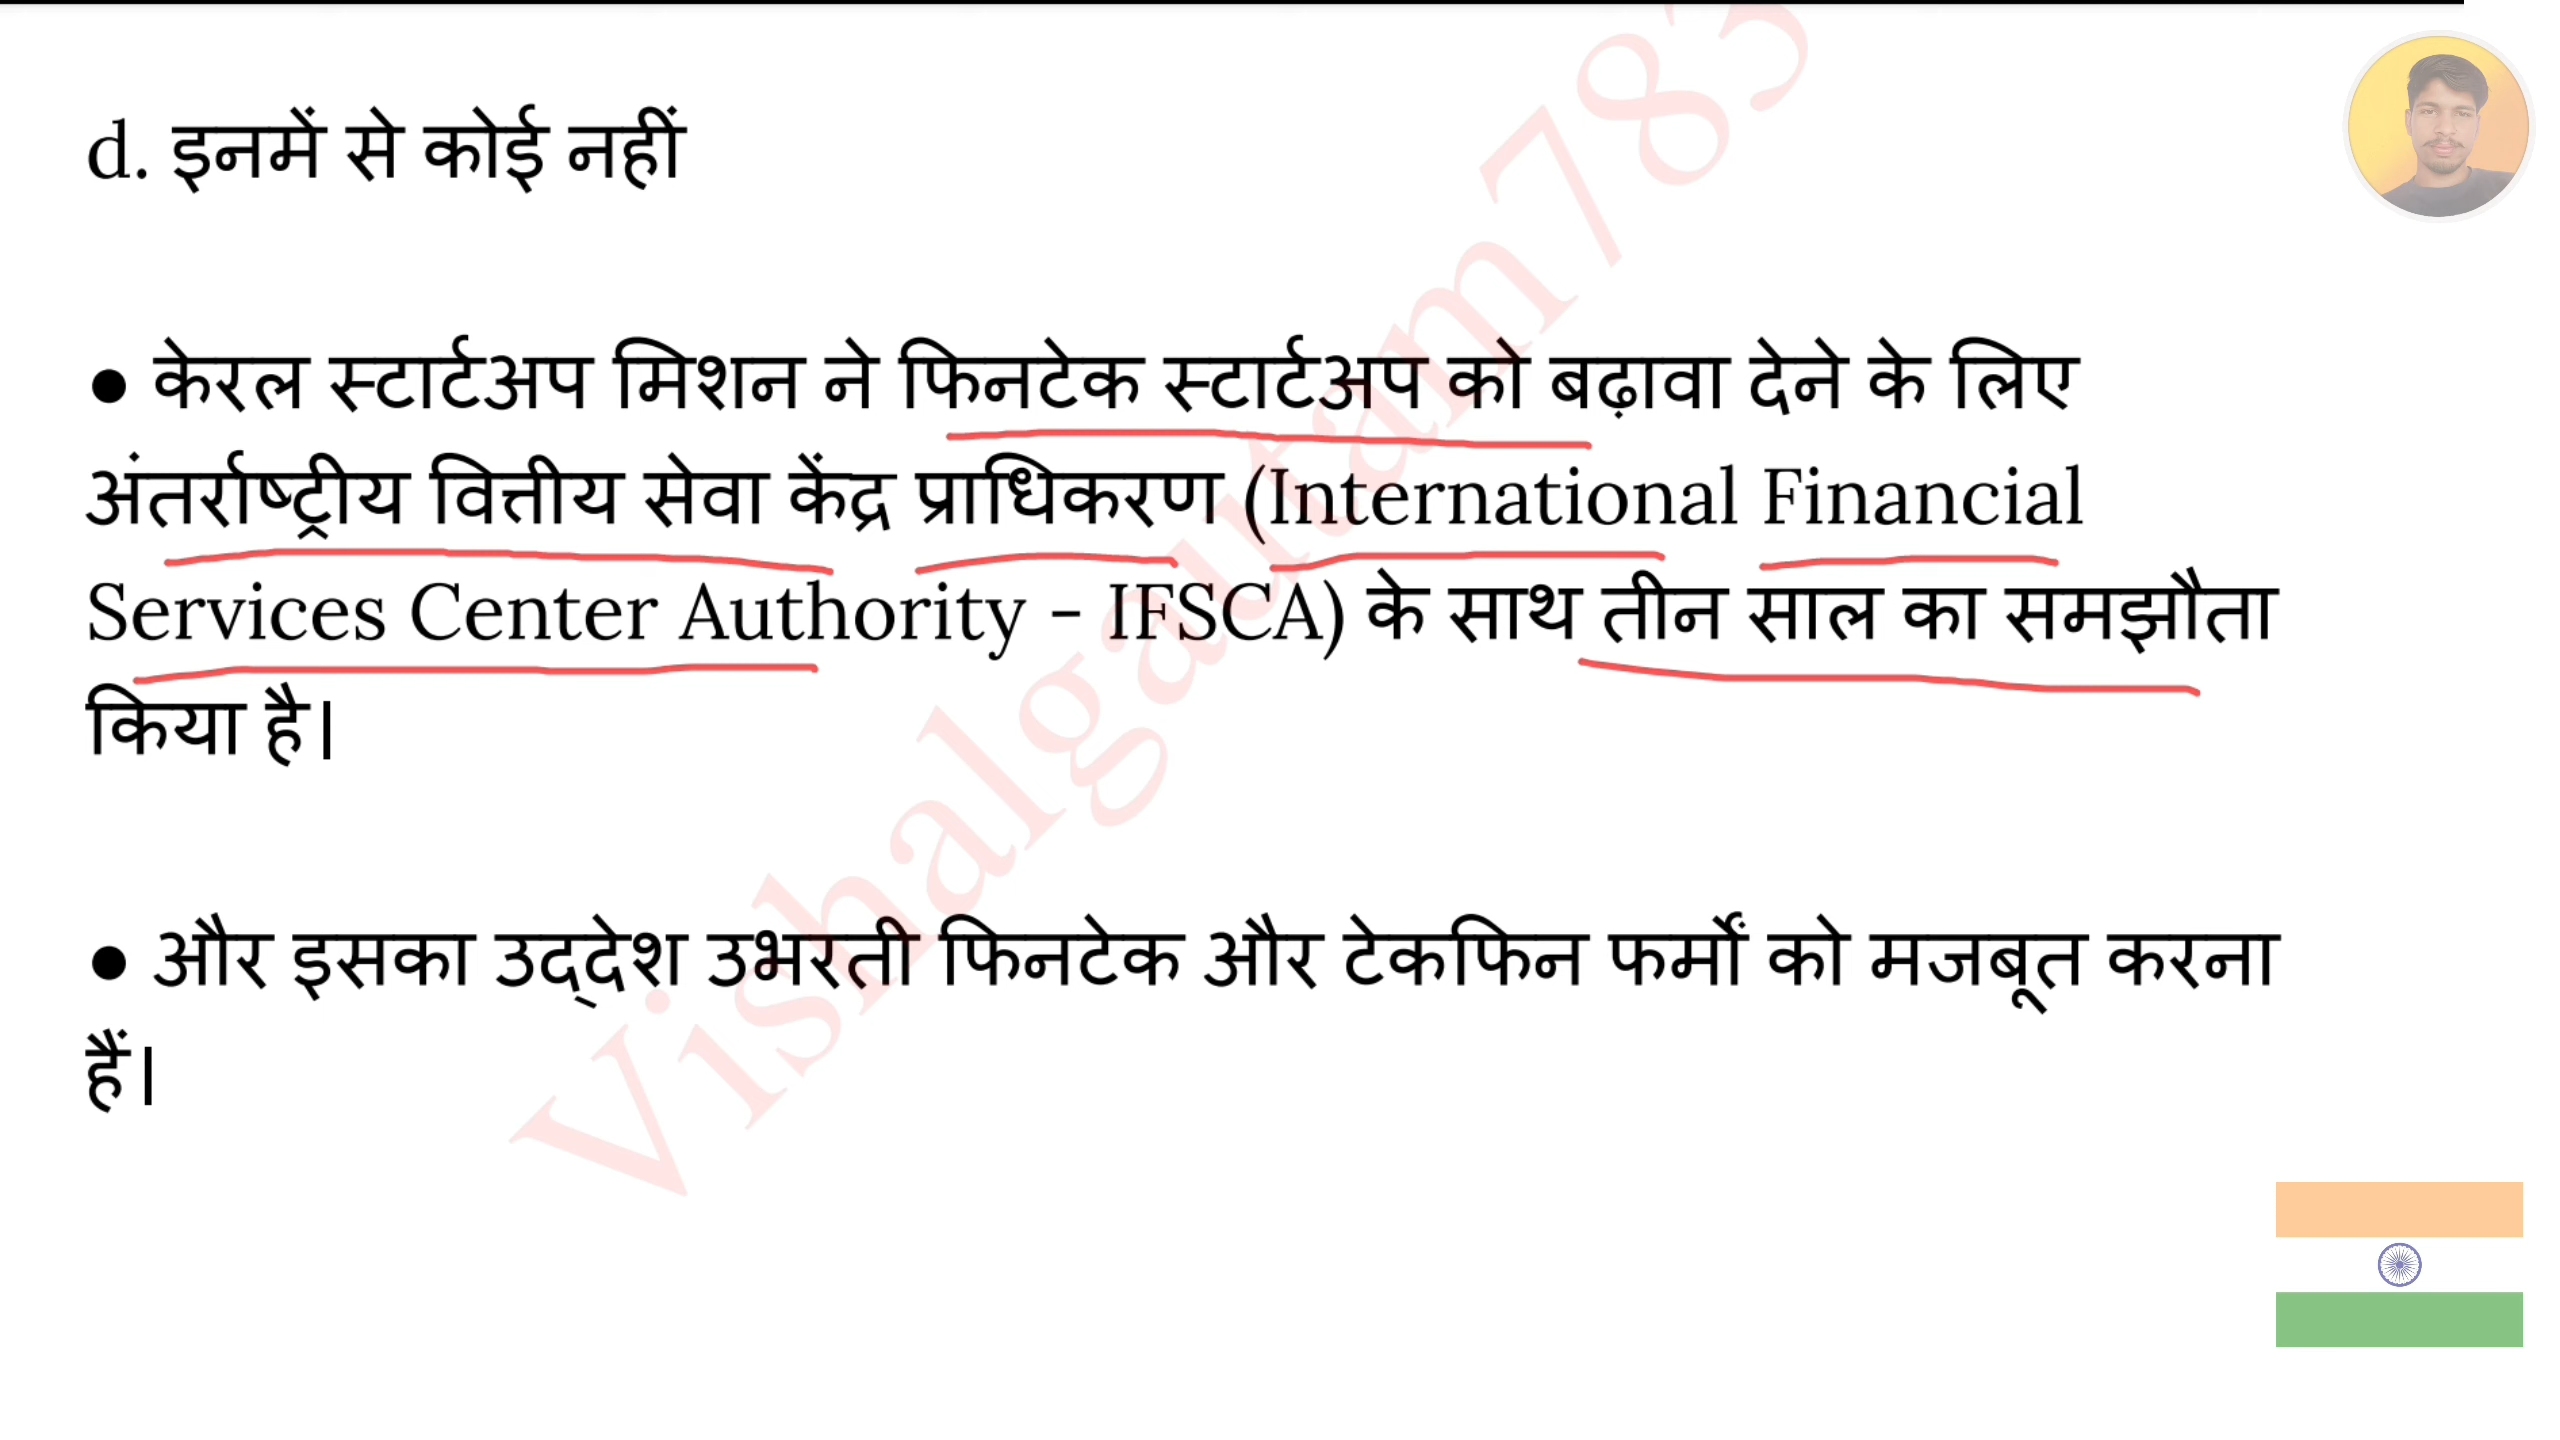 d. इनमें से कोई नहीं
● केरल स्टार्टअप मिशन ने फिनटेक स्टार्टअप को बढ़ावा देने के लिए
अंतर्राष्ट्रीय वित्तीय सेवा केंद्र प्राधिकरण (International Financial
Services Center Authority - IFSCA) के साथ तीन साल का समझौता
किया है।
● और इसका उद्देश उभरती फिनटेक और टेकफिन फर्मों को मजबूत करना
हैं।
Vishalgautam783